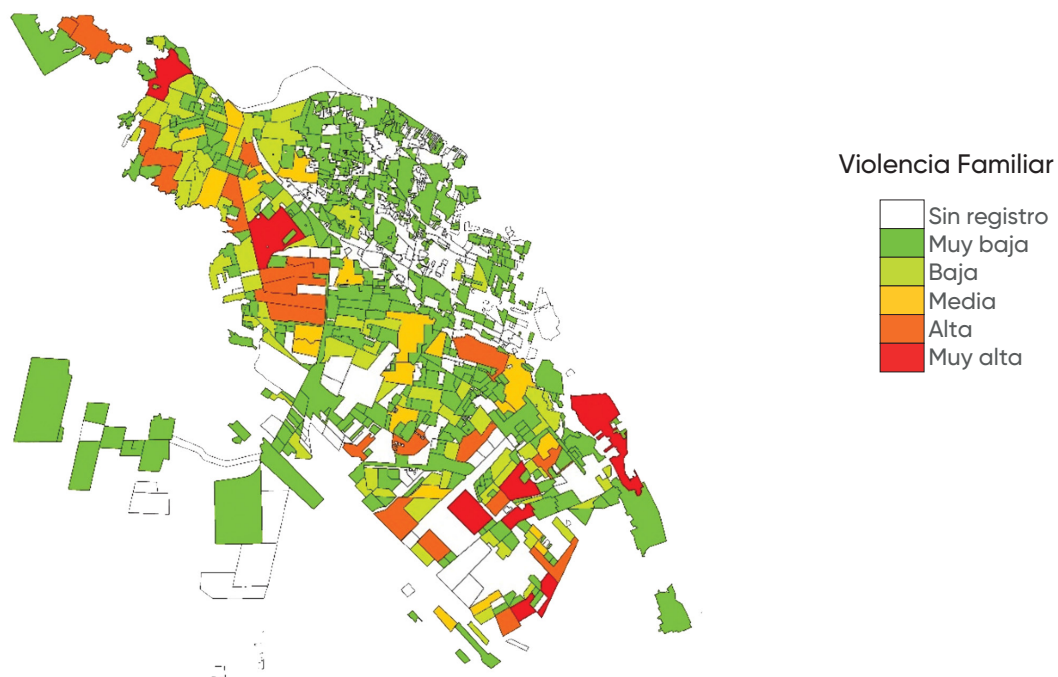 Violencia Familiar
Sin registro
Muy baja
Baja
Media
Alta
Muy alta